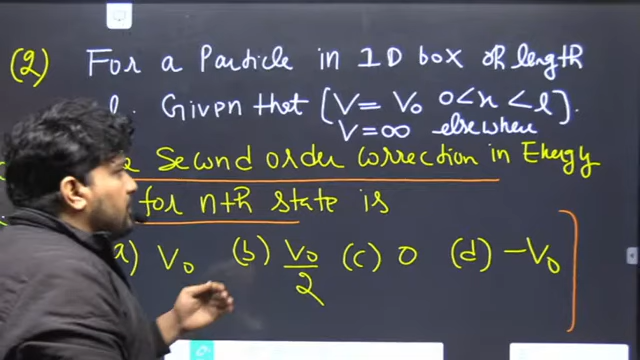 (2) For a Particle in 1D box of length
l. Given that [V = V₀ 0<x<l].
V=∞ elsewhere
a Second order correction in Energy
for nth state is
a) V₀ (b) V₀/2 (c) 0 (d) -V₀